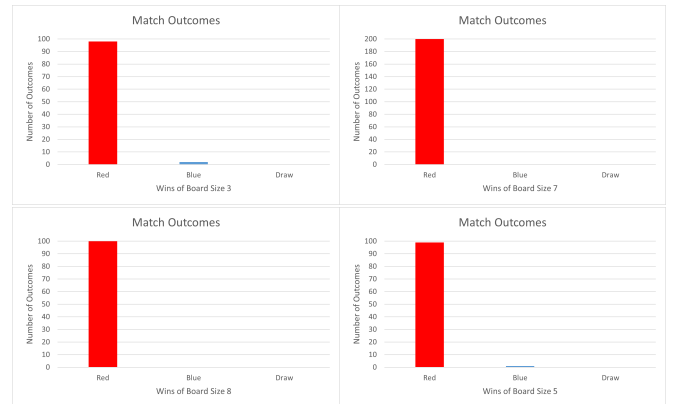 Match Outcomes
Number of Outcomes
100
90
80
70
60
50
40
30
20
10
0
Red Blue Draw
Wins of Board Size 3
Match Outcomes
Number of Outcomes
200
180
160
140
120
100
80
60
40
20
0
Red Blue Draw
Wins of Board Size 7
Match Outcomes
Number of Outcomes
100
90
80
70
60
50
40
30
20
10
0
Red Blue Draw
Wins of Board Size 8
Match Outcomes
Number of Outcomes
100
90
80
70
60
50
40
30
20
10
0
Red Blue Draw
Wins of Board Size 5